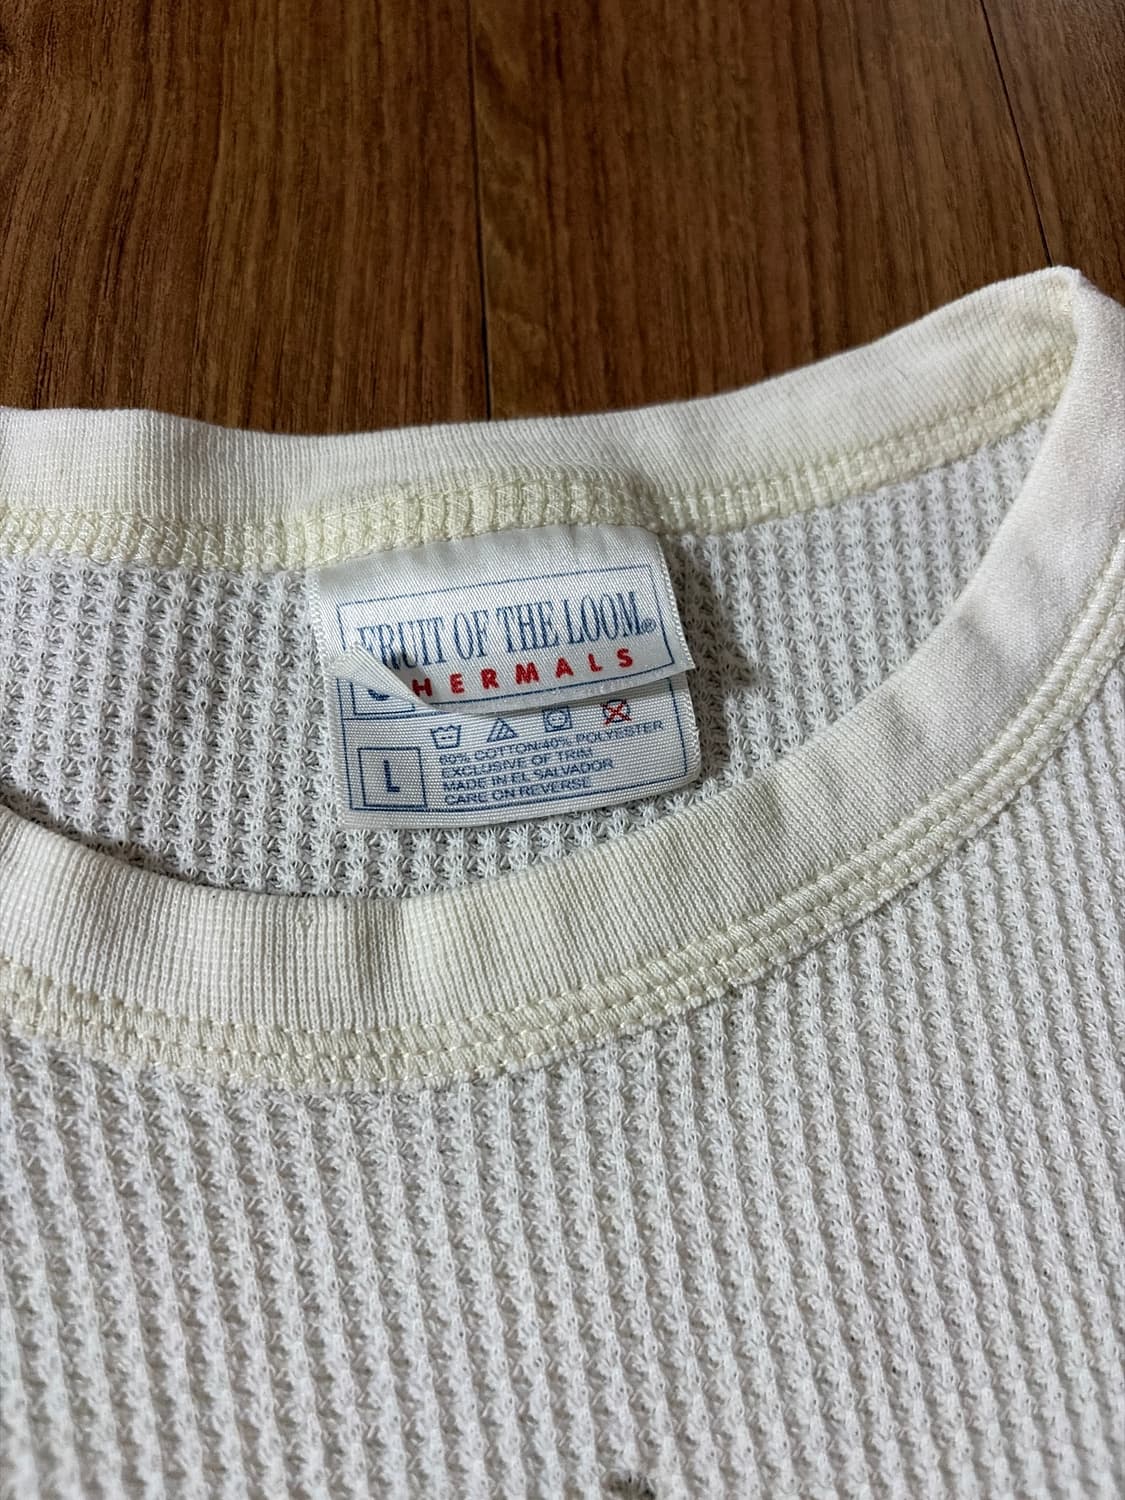 FRUIT OF THE LOOM®
HERMALS
L
60% COTTON/40% POLYESTER
EXCLUSIVE OF TRIM
MADE IN EL SALVADOR
CARE ON REVERSE